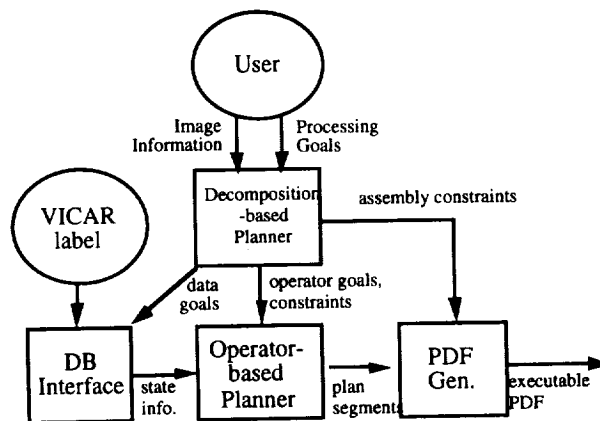 User
Image
Information
Processing
Goals
Decomposition
-based
Planner
assembly constraints
VICAR
label
data
goals
operator goals,
constraints
DB
Interface
state
info.
Operator-
based
Planner
plan
segments
PDF
Gen.
executable
PDF